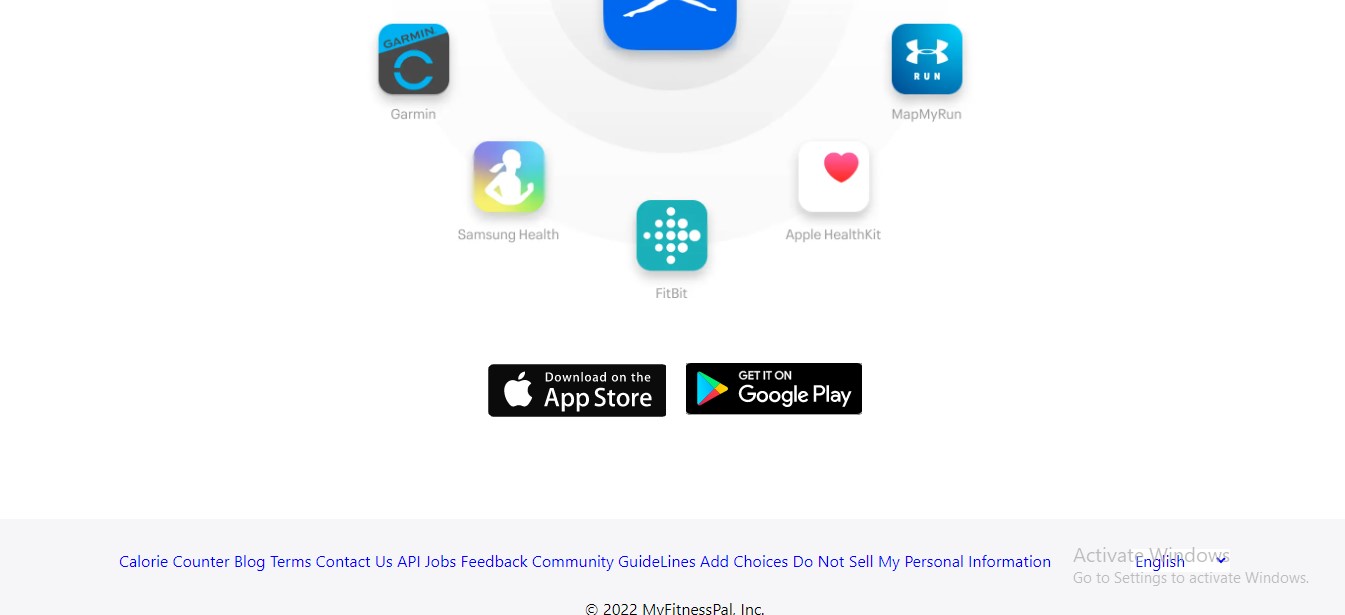 GARMIN
Garmin
RUN
MapMyRun
Samsung Health
Apple HealthKit
FitBit
Download on the
App Store
GET IT ON
Google Play
Calorie Counter Blog Terms Contact Us API Jobs Feedback Community GuideLines Add Choices Do Not Sell My Personal Information
English
Activate Windows
Go to Settings to activate Windows.
© 2022 MyFitnessPal, Inc.